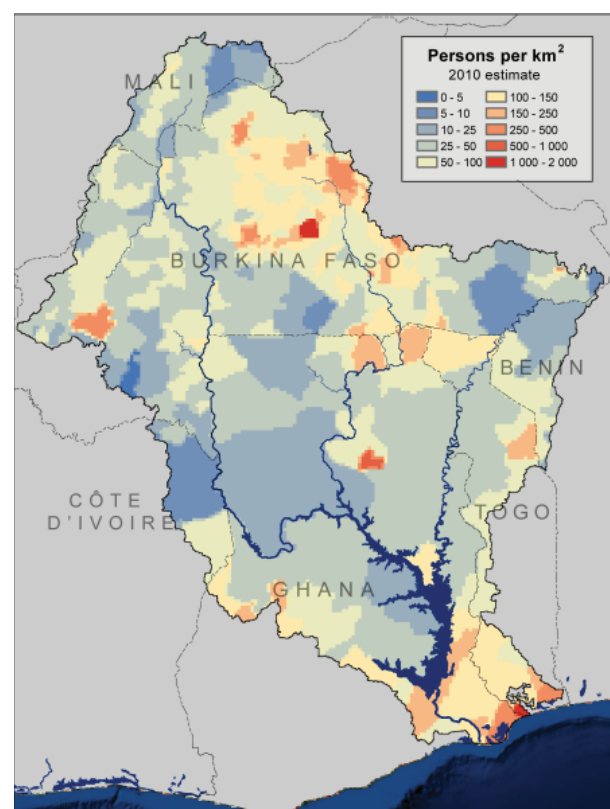 Persons per km²
2010 estimate
0 - 5
5 - 10
10 - 25
25 - 50
50 - 100
100 - 150
150 - 250
250 - 500
500 - 1 000
1 000 - 2 000
MALI
BURKINA FASO
BENIN
CÔTE
D'IVOIRE
TOGO
GHANA